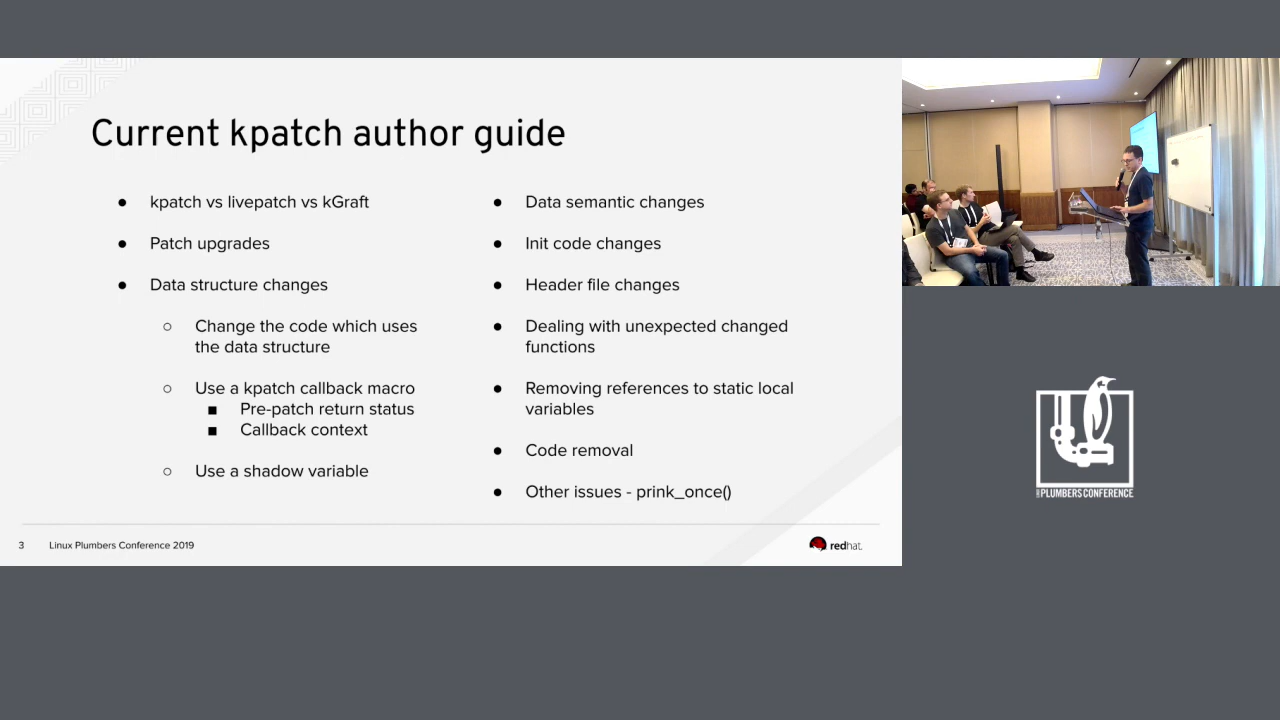 Current kpatch author guide
● kpatch vs livepatch vs kGraft
● Patch upgrades
● Data structure changes
○ Change the code which uses
the data structure
○ Use a kpatch callback macro
■ Pre-patch return status
■ Callback context
○ Use a shadow variable
● Data semantic changes
● Init code changes
● Header file changes
● Dealing with unexpected changed
functions
● Removing references to static local
variables
● Code removal
● Other issues - prink_once()
3 Linux Plumbers Conference 2019
redhat.
PLUMBERS CONFERENCE